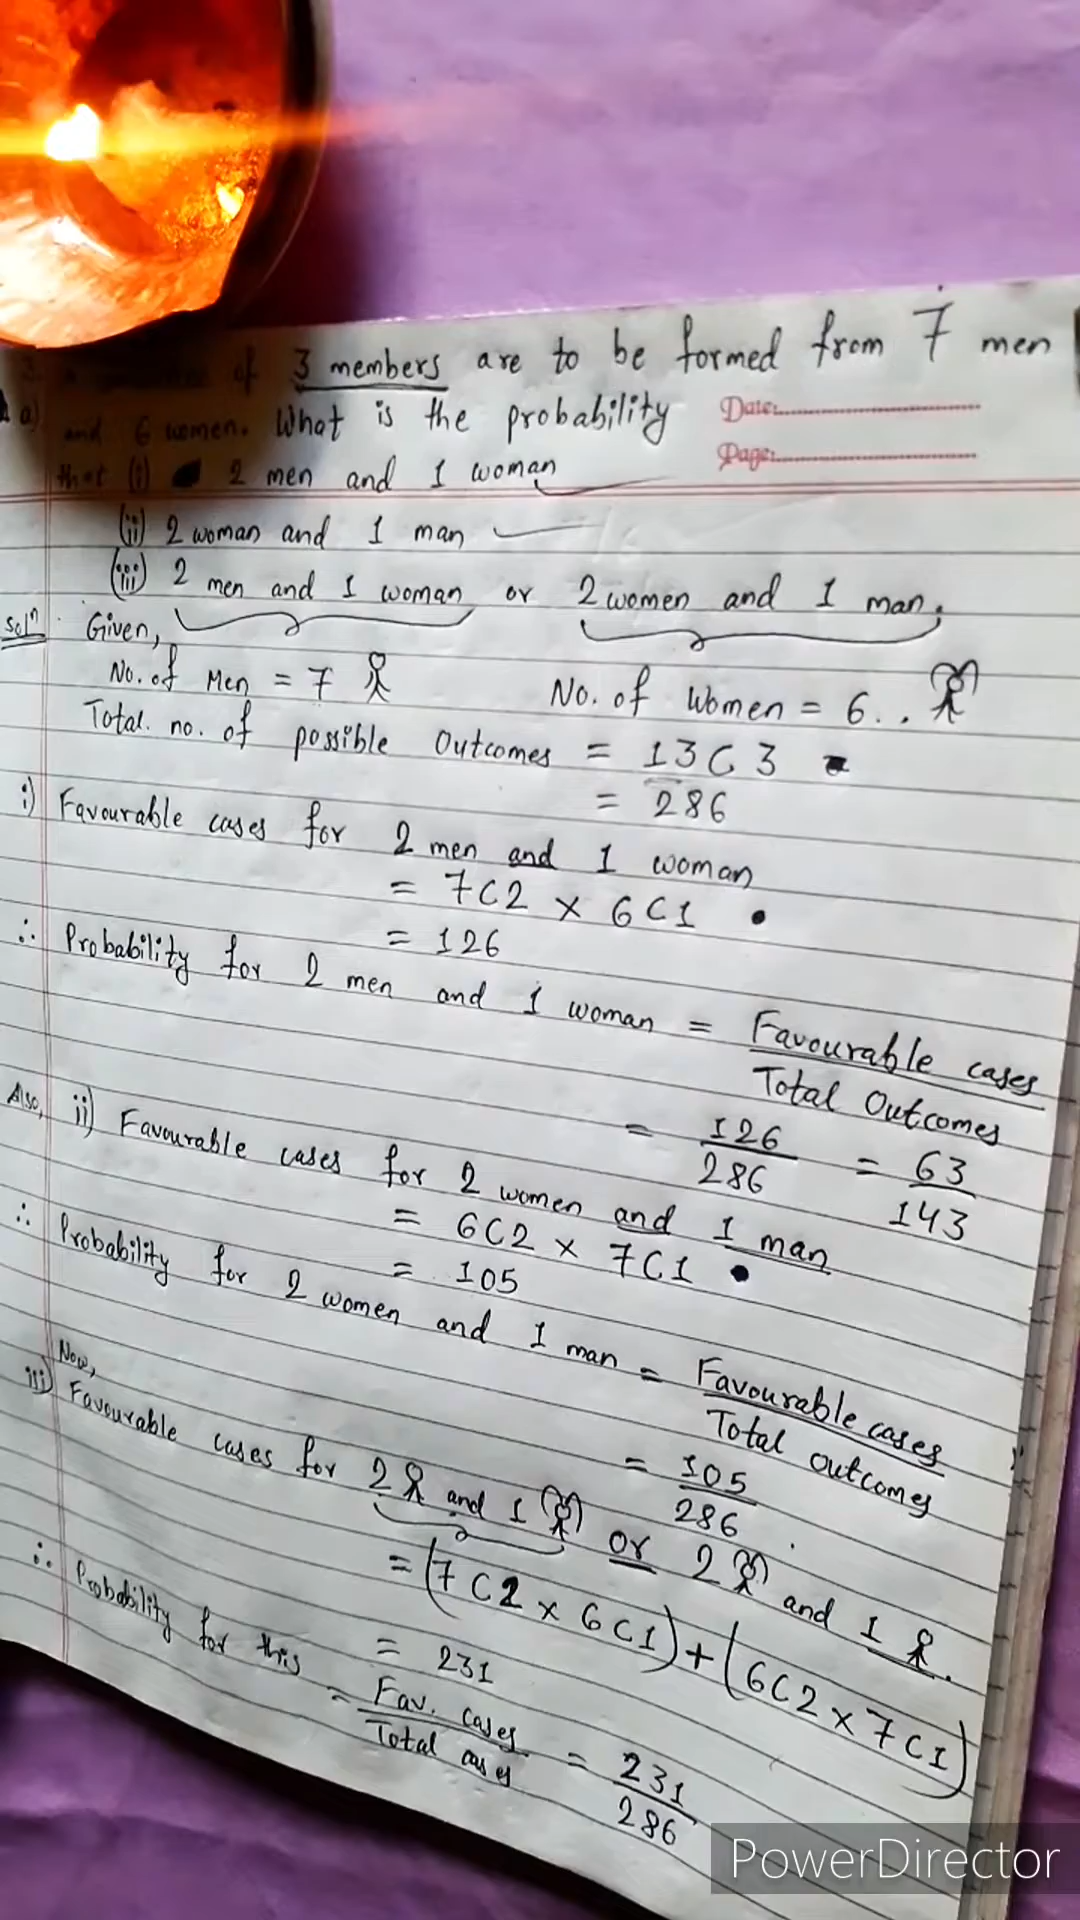 of 3 members are to be formed from 7 men
a) and 6 women. What is the probability
Date:
Page:
that (i) 2 men and 1 woman
(ii) 2 woman and 1 man
(iii) 2 men and 1 woman or 2 women and 1 man.
Solⁿ Given,
No. of Men = 7
No. of Women = 6..
Total. no. of possible Outcomes = 13C3
= 286
i) Favourable cases for 2 men and 1 woman
= 7C2 × 6C1
= 126
∴ Probability for 2 men and 1 woman = Favourable cases
Total Outcomes
= 126/286 = 63/143
Also, ii) Favourable cases for 2 women and 1 man
= 6C2 × 7C1
= 105
∴ Probability for 2 women and 1 man = Favourable cases
Total outcomes
= 105/286
Now,
iii) Favourable cases for 2 and 1 or 2 and 1
= (7C2 × 6C1) + (6C2 × 7C1)
= 231
∴ Probability for this = Fav. cases/Total cases = 231/286
PowerDirector